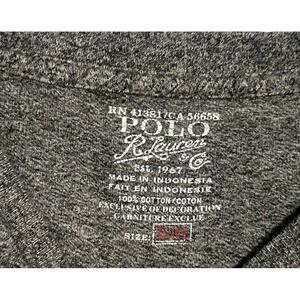 RN 41381/CA 56658
POLO
R. Lauren
& Co
EST. 1967
MADE IN INDONESIA
FAIT EN INDONESIE
100% COTTON/COTON
EXCLUSIVE OF DECORATION
GARNITURE EXCLUE
SIZE: